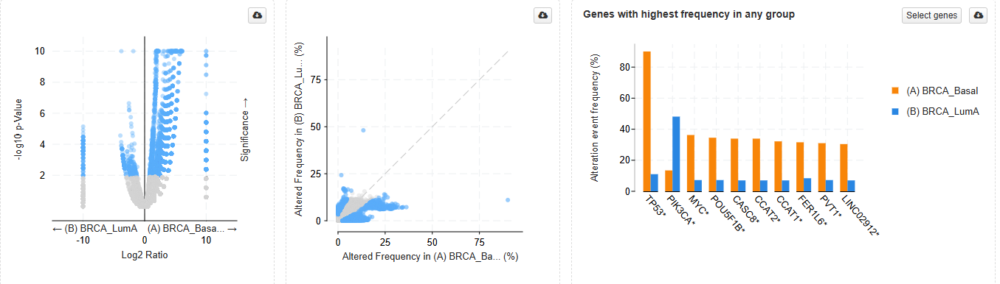 10
8
6
4
2
-log10 p-Value
Significance →
← (B) BRCA_LumA (A) BRCA_Basa... →
-10 0 10
Log2 Ratio
75
50
25
0
Altered Frequency in (B) BRCA_Lu... (%)
0 25 50 75
Altered Frequency in (A) BRCA_Ba... (%)
Genes with highest frequency in any group
Select genes
80
60
40
20
0
Alteration event frequency (%)
TP53*
PIK3CA*
MYC*
POU5F1B*
CASC8*
CCAT2*
CCAT1*
FER1L6*
PVT1*
LINC02912*
(A) BRCA_Basal
(B) BRCA_LumA